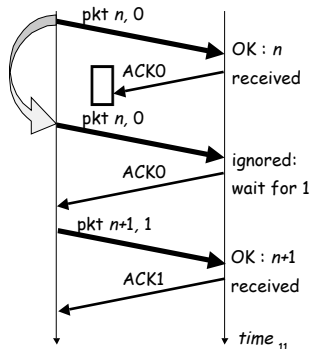 pkt n, 0
OK : n
received
ACK0
pkt n, 0
ignored:
wait for 1
ACK0
pkt n+1, 1
OK : n+1
received
ACK1
time 11